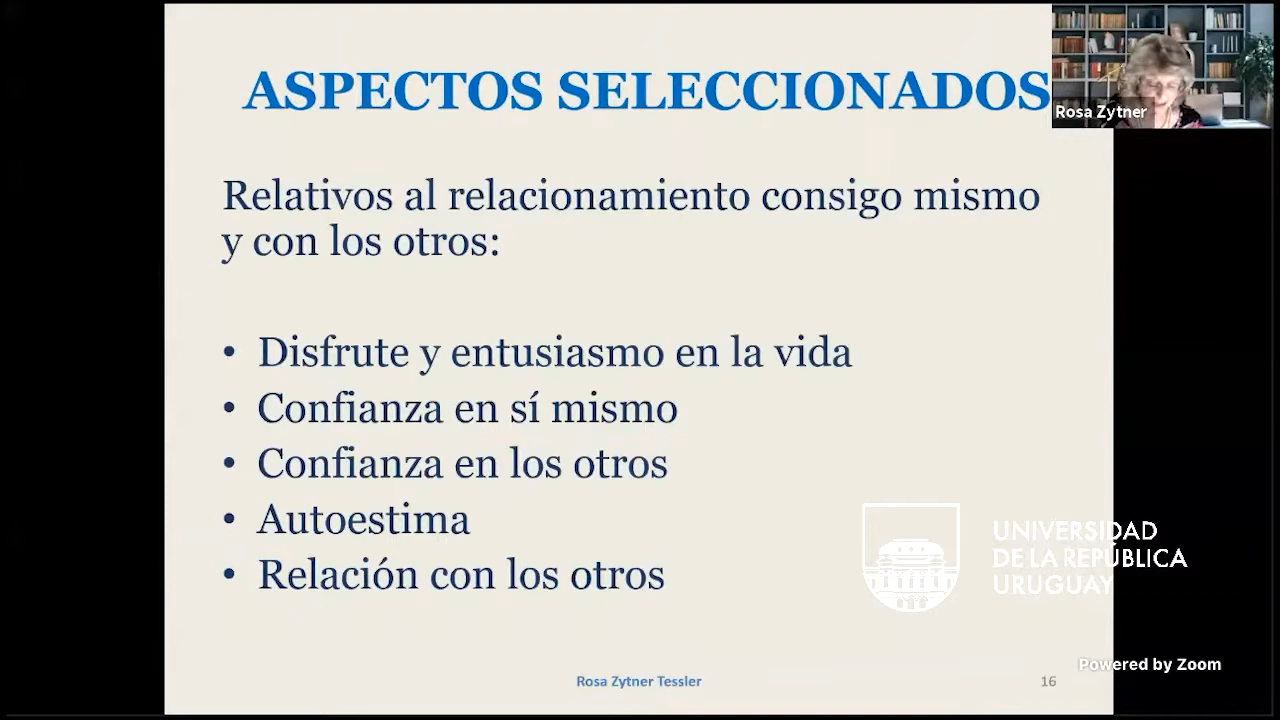 ASPECTOS SELECCIONADOS
Rosa Zytner
Relativos al relacionamiento consigo mismo
y con los otros:
• Disfrute y entusiasmo en la vida
• Confianza en sí mismo
• Confianza en los otros
• Autoestima
• Relación con los otros
UNIVERSIDAD
DE LA REPÚBLICA
URUGUAY
Powered by Zoom
Rosa Zytner Tessler
16